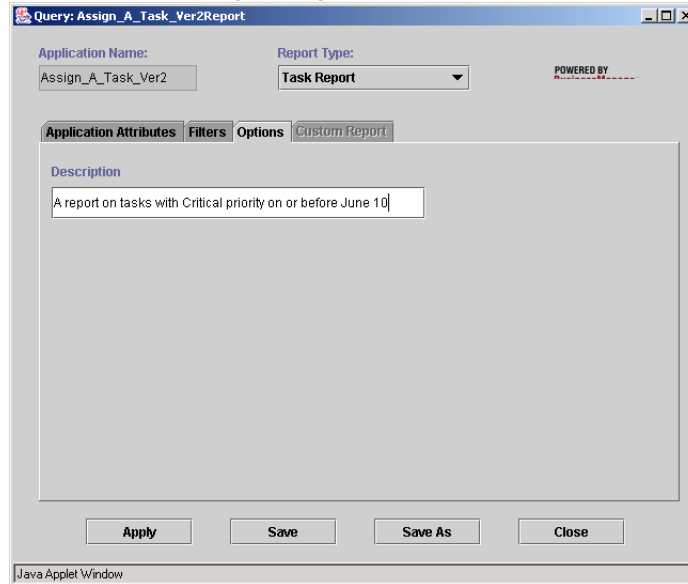 Query: Assign_A_Task_Ver2Report
Application Name:
Report Type:
Assign_A_Task_Ver2
Task Report
POWERED BY
Application Attributes Filters Options Custom Report
Description
A report on tasks with Critical priority on or before June 10
Apply Save Save As Close
Java Applet Window